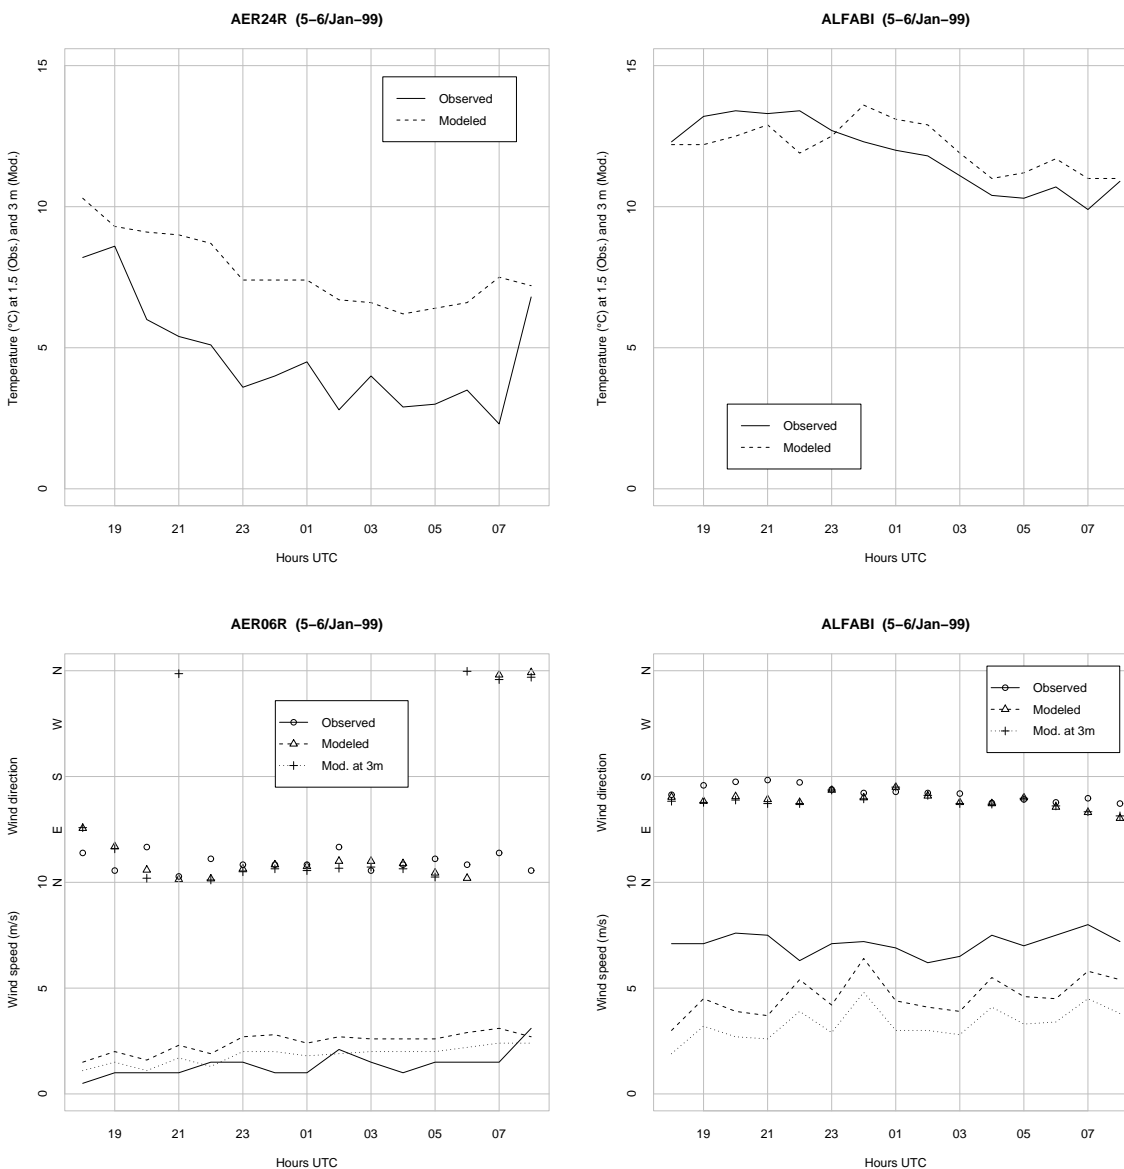 AER24R (5–6/Jan–99)
Temperature (°C) at 1.5 (Obs.) and 3 m (Mod.)
15
10
5
0
Observed
Modeled
19 21 23 01 03 05 07
Hours UTC
ALFABI (5–6/Jan–99)
Temperature (°C) at 1.5 (Obs.) and 3 m (Mod.)
15
10
5
0
Observed
Modeled
19 21 23 01 03 05 07
Hours UTC
AER06R (5–6/Jan–99)
Wind direction
Wind speed (m/s)
N
W
S
E
N
10
5
0
Observed
Modeled
Mod. at 3m
19 21 23 01 03 05 07
Hours UTC
ALFABI (5–6/Jan–99)
Wind direction
Wind speed (m/s)
N
W
S
E
N
10
5
0
Observed
Modeled
Mod. at 3m
19 21 23 01 03 05 07
Hours UTC